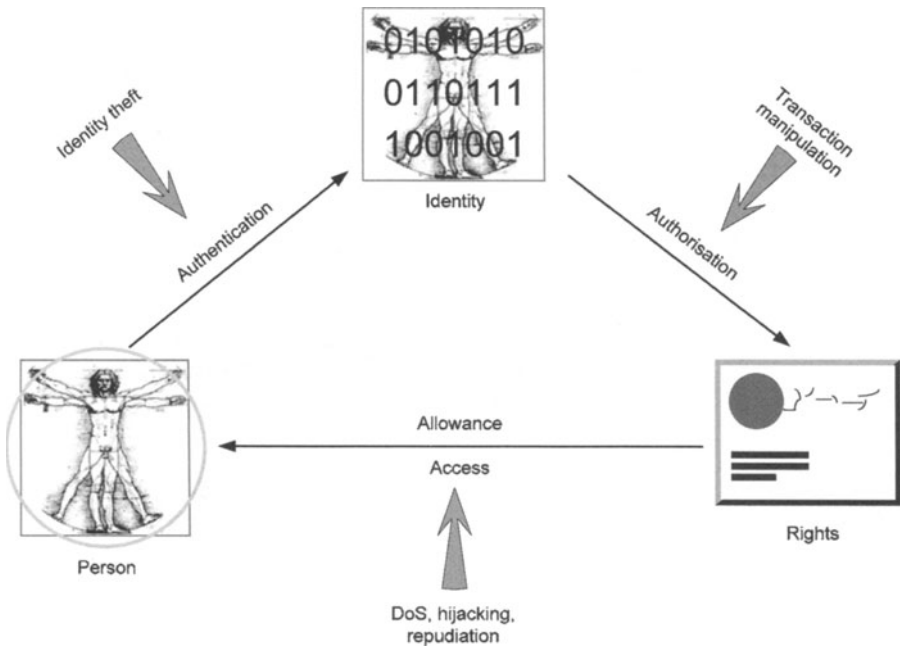 0101010
0110111
1001001
Identity
Identity theft
Authentication
Transaction
manipulation
Authorisation
Person
Allowance
Access
Rights
DoS, hijacking,
repudiation